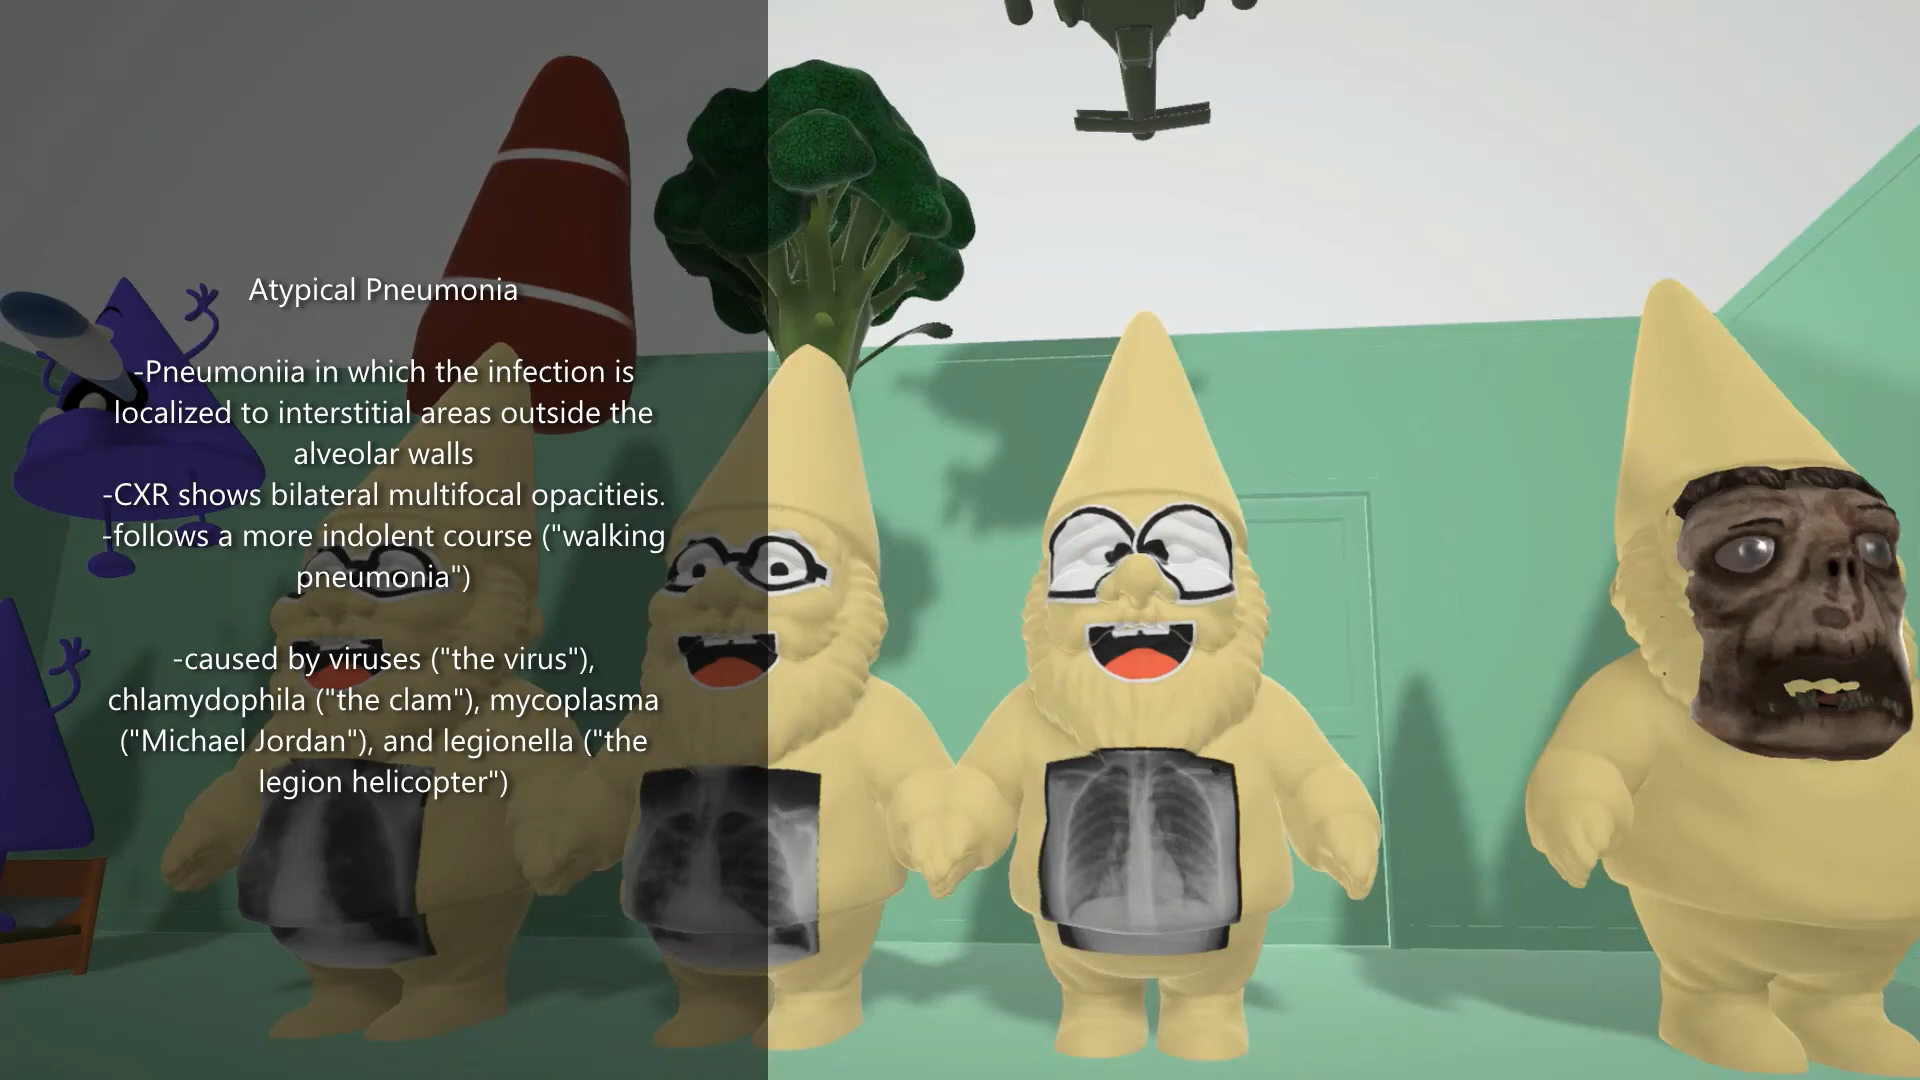 Atypical Pneumonia
-Pneumoniia in which the infection is
localized to interstitial areas outside the
alveolar walls
-CXR shows bilateral multifocal opacitieis.
-follows a more indolent course ("walking
pneumonia")
-caused by viruses ("the virus"),
chlamydophila ("the clam"), mycoplasma
("Michael Jordan"), and legionella ("the
legion helicopter")